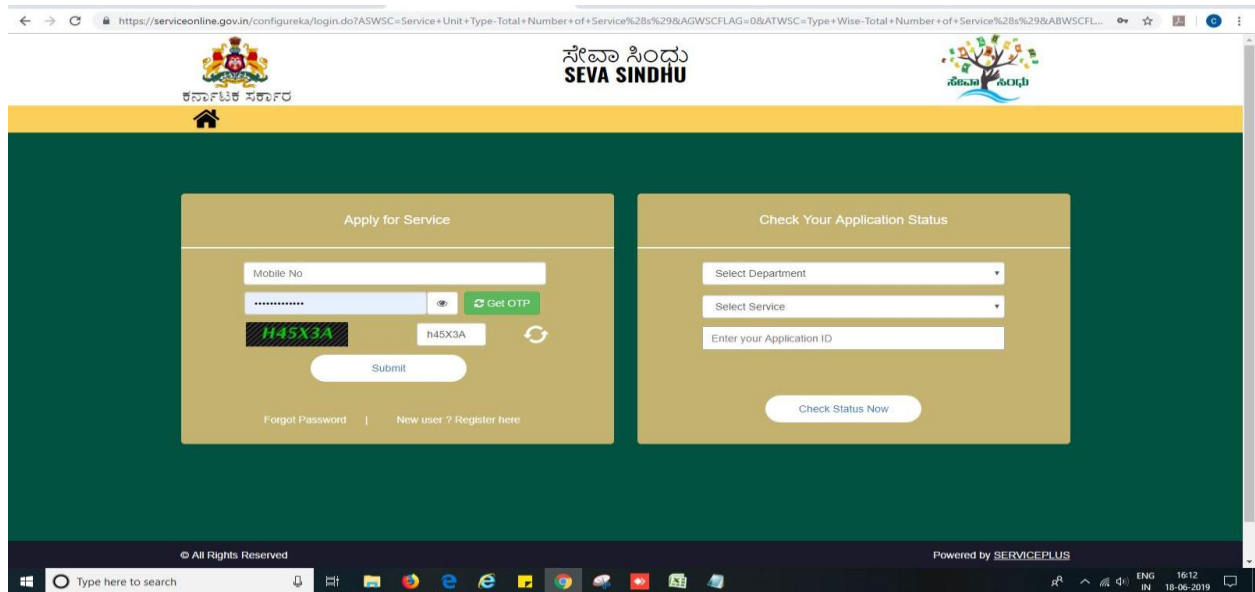 https://serviceonline.gov.in/configureka/login.do?ASWSC=Service+Unit+Type-Total+Number+of+Service%28s%29&AGWSCFLAG=0&ATWSC=Type+Wise-Total+Number+of+Service%28s%29&ABWSCFL...
ಕರ್ನಾಟಕ ಸರ್ಕಾರ
ಸೇವಾ ಸಿಂಧು
SEVA SINDHU
ಸೇವಾ ಸಿಂಧು
Apply for Service
Mobile No
•••••••••••••
Get OTP
H45X3A
h45X3A
Submit
Forgot Password | New user ? Register here
Check Your Application Status
Select Department
Select Service
Enter your Application ID
Check Status Now
© All Rights Reserved
Powered by SERVICEPLUS
Type here to search
ENG
IN
16:12
18-06-2019